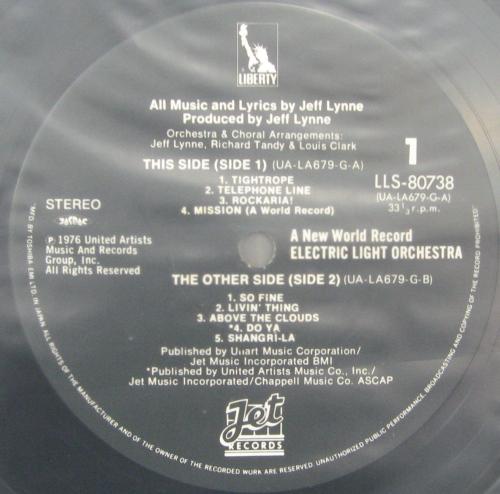 LIBERTY
All Music and Lyrics by Jeff Lynne
Produced by Jeff Lynne
Orchestra & Choral Arrangements:
Jeff Lynne, Richard Tandy & Louis Clark
1
THIS SIDE (SIDE 1) (UA-LA679-G-A)
LLS-80738
(UA-LA679-G-A)
33 1/3 r.p.m.
1. TIGHTROPE
2. TELEPHONE LINE
3. ROCKARIA!
4. MISSION (A World Record)
STEREO
JASRAC
Ⓟ 1976 United Artists
Music And Records
Group, Inc.
All Rights Reserved
A New World Record
ELECTRIC LIGHT ORCHESTRA
THE OTHER SIDE (SIDE 2) (UA-LA679-G-B)
1. SO FINE
2. LIVIN' THING
3. ABOVE THE CLOUDS
*4. DO YA
5. SHANGRI-LA
Published by Unart Music Corporation/
Jet Music Incorporated BMI
*Published by United Artists Music Co., Inc./
Jet Music Incorporated/Chappell Music Co. ASCAP
Jet
RECORDS
MF'D BY TOSHIBA EMI LTD IN JAPAN. ALL RIGHTS OF THE MANUFACTURER AND OF THE OWNER OF THE RECORDED WORK ARE RESERVED. UNAUTHORIZED PUBLIC PERFORMANCE, BROADCASTING AND COPYING OF THE RECORD PROHIBITED